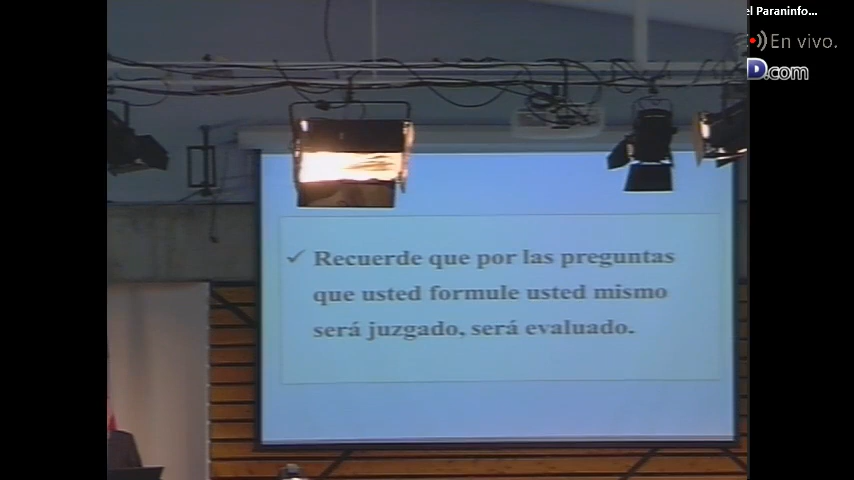 el Paraninfo...
En vivo.
D.com
✓ Recuerde que por las preguntas
que usted formule usted mismo
será juzgado, será evaluado.